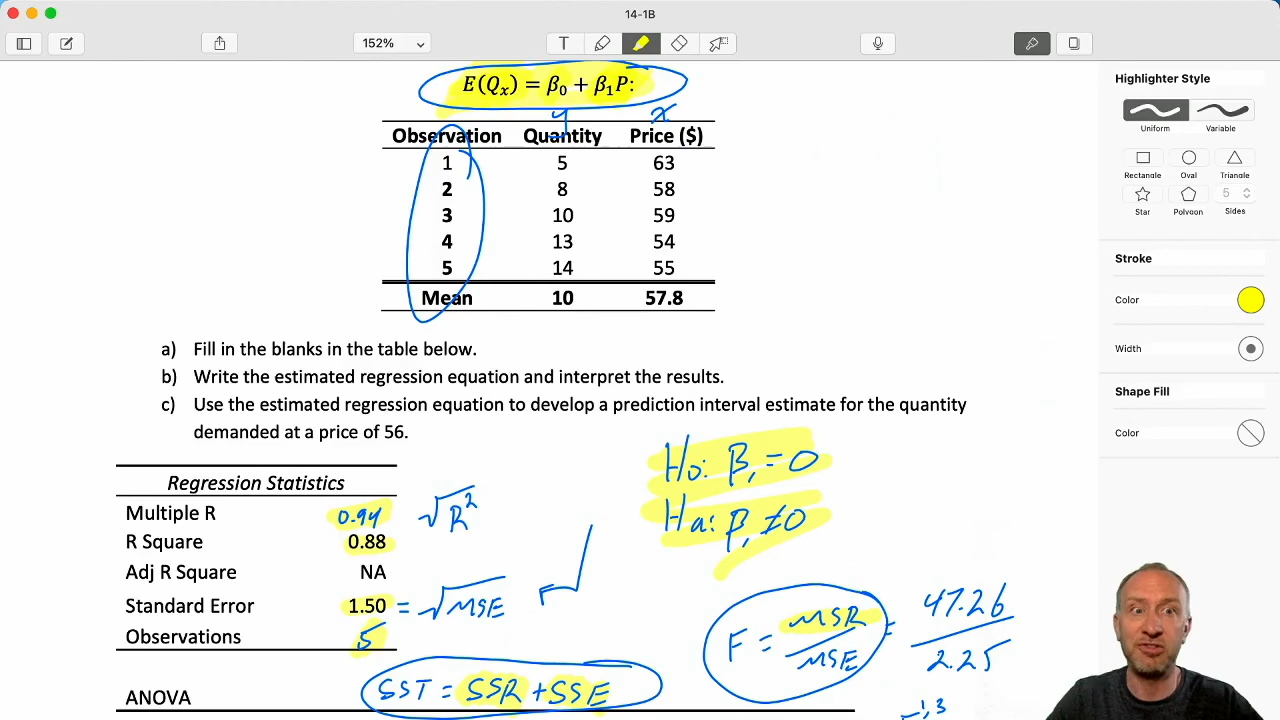 14-1B
152%
T
E(Qₓ) = β₀ + β₁P:
y x
Observation Quantity Price ($)
1 5 63
2 8 58
3 10 59
4 13 54
5 14 55
Mean 10 57.8
a) Fill in the blanks in the table below.
b) Write the estimated regression equation and interpret the results.
c) Use the estimated regression equation to develop a prediction interval estimate for the quantity
demanded at a price of 56.
Ho: β₁ = 0
Ha: β₁ ≠ 0
Regression Statistics
Multiple R 0.94 √R²
R Square 0.88
Adj R Square NA
Standard Error 1.50 = √MSE
Observations 5
F = MSR/MSE = 47.26/2.25
SST = SSR + SSE
1,3
ANOVA
Highlighter Style
Uniform Variable
Rectangle Oval Triangle
5
Star Polygon Sides
Stroke
Color
Width
Shape Fill
Color